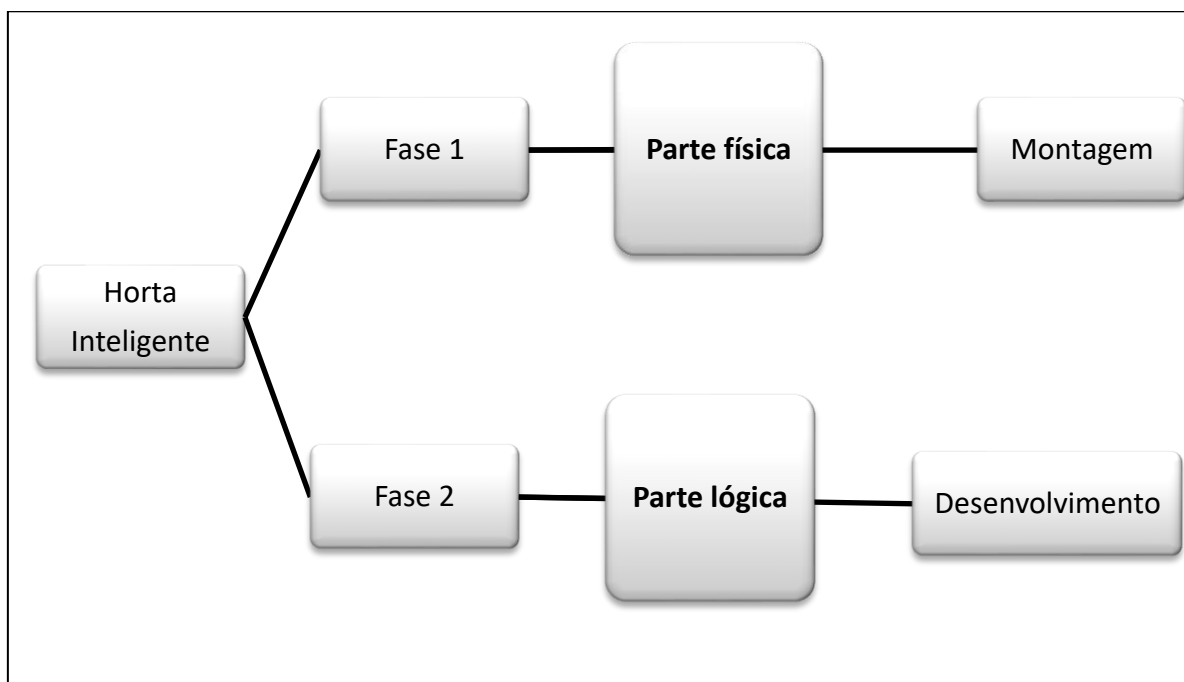 Fase 1
Parte física
Montagem
Horta
Inteligente
Fase 2
Parte lógica
Desenvolvimento